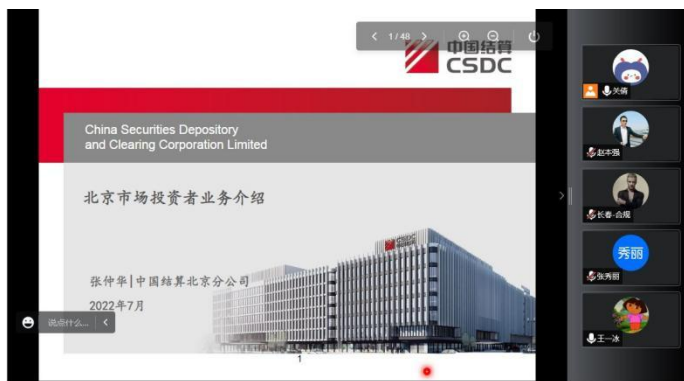 1/48
中国结算
CSDC
China Securities Depository
and Clearing Corporation Limited
北京市场投资者业务介绍
张仲华|中国结算北京分公司
2022年7月
说点什么...
1
关倩
赵本强
长春-合规
秀丽
张秀丽
王一冰